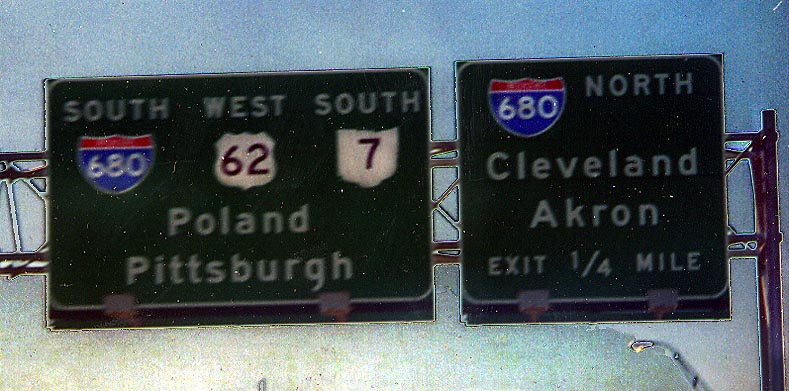 SOUTH WEST SOUTH
680 62 7
Poland
Pittsburgh
680 NORTH
Cleveland
Akron
EXIT 1/4 MILE